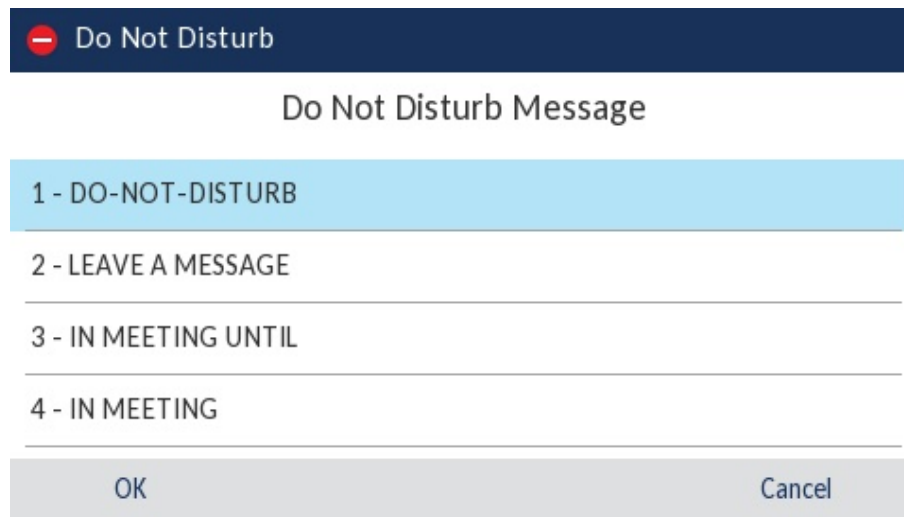 Do Not Disturb
Do Not Disturb Message
1 - DO-NOT-DISTURB
2 - LEAVE A MESSAGE
3 - IN MEETING UNTIL
4 - IN MEETING
OK Cancel